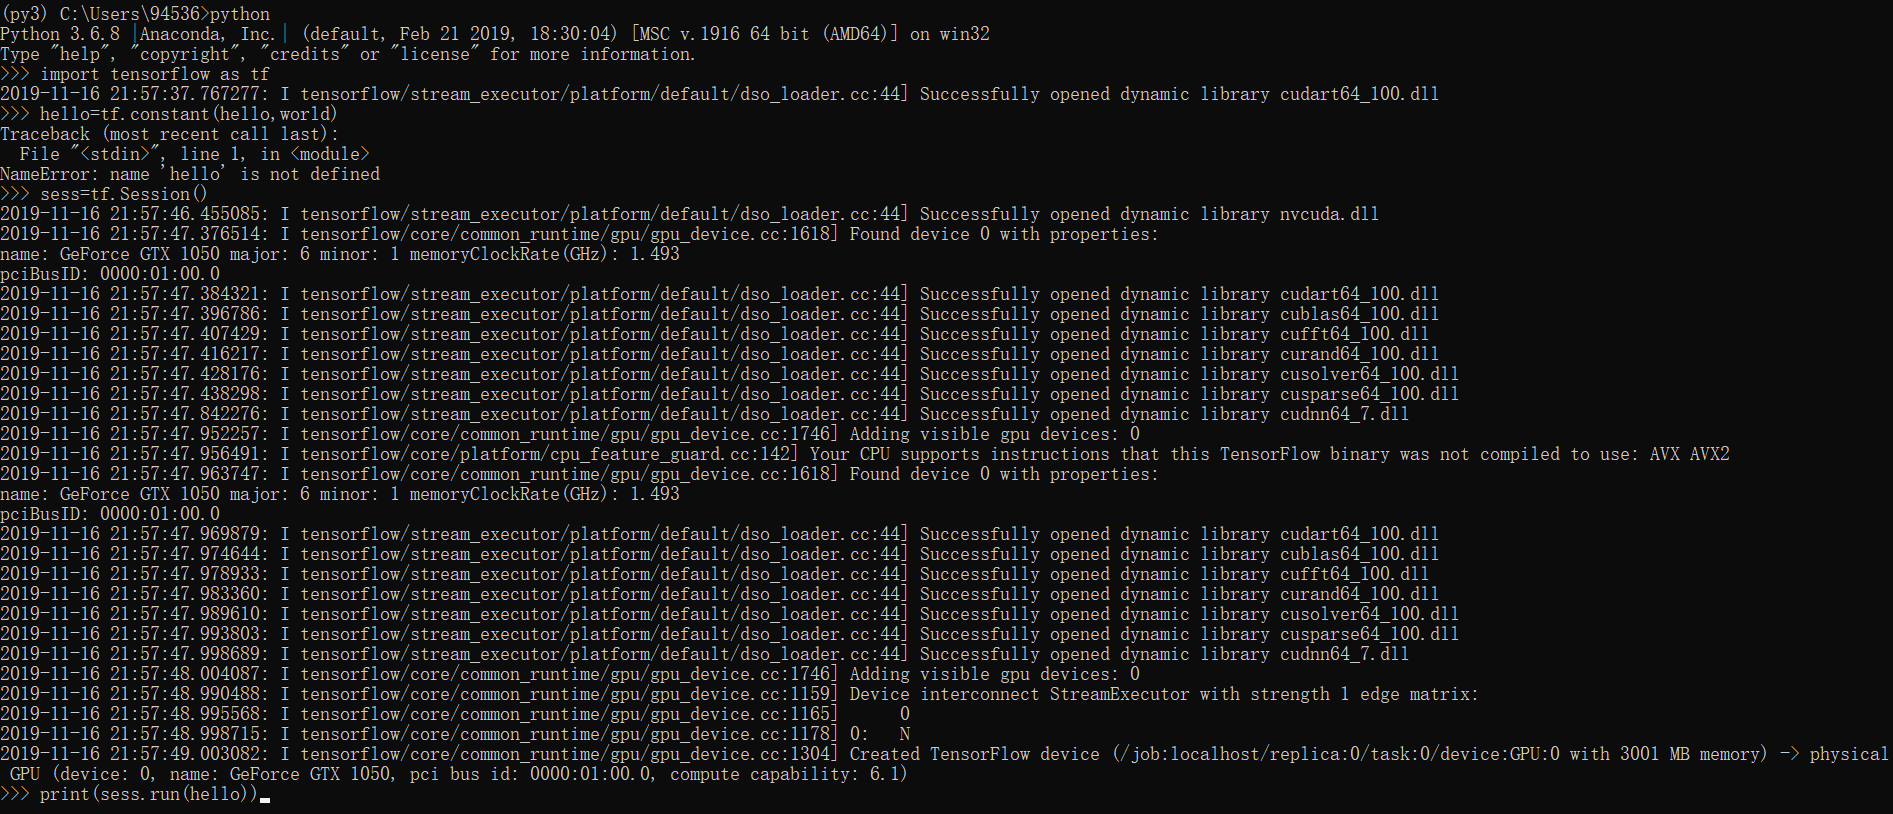 (py3) C:\Users\94536>python
Python 3.6.8 |Anaconda, Inc.| (default, Feb 21 2019, 18:30:04) [MSC v.1916 64 bit (AMD64)] on win32
Type "help", "copyright", "credits" or "license" for more information.
>>> import tensorflow as tf
2019-11-16 21:57:37.767277: I tensorflow/stream_executor/platform/default/dso_loader.cc:44] Successfully opened dynamic library cudart64_100.dll
>>> hello=tf.constant(hello,world)
Traceback (most recent call last):
  File "<stdin>", line 1, in <module>
NameError: name 'hello' is not defined
>>> sess=tf.Session()
2019-11-16 21:57:46.455085: I tensorflow/stream_executor/platform/default/dso_loader.cc:44] Successfully opened dynamic library nvcuda.dll
2019-11-16 21:57:47.376514: I tensorflow/core/common_runtime/gpu/gpu_device.cc:1618] Found device 0 with properties:
name: GeForce GTX 1050 major: 6 minor: 1 memoryClockRate(GHz): 1.493
pciBusID: 0000:01:00.0
2019-11-16 21:57:47.384321: I tensorflow/stream_executor/platform/default/dso_loader.cc:44] Successfully opened dynamic library cudart64_100.dll
2019-11-16 21:57:47.396786: I tensorflow/stream_executor/platform/default/dso_loader.cc:44] Successfully opened dynamic library cublas64_100.dll
2019-11-16 21:57:47.407429: I tensorflow/stream_executor/platform/default/dso_loader.cc:44] Successfully opened dynamic library cufft64_100.dll
2019-11-16 21:57:47.416217: I tensorflow/stream_executor/platform/default/dso_loader.cc:44] Successfully opened dynamic library curand64_100.dll
2019-11-16 21:57:47.428176: I tensorflow/stream_executor/platform/default/dso_loader.cc:44] Successfully opened dynamic library cusolver64_100.dll
2019-11-16 21:57:47.438298: I tensorflow/stream_executor/platform/default/dso_loader.cc:44] Successfully opened dynamic library cusparse64_100.dll
2019-11-16 21:57:47.842276: I tensorflow/stream_executor/platform/default/dso_loader.cc:44] Successfully opened dynamic library cudnn64_7.dll
2019-11-16 21:57:47.952257: I tensorflow/core/common_runtime/gpu/gpu_device.cc:1746] Adding visible gpu devices: 0
2019-11-16 21:57:47.956491: I tensorflow/core/platform/cpu_feature_guard.cc:142] Your CPU supports instructions that this TensorFlow binary was not compiled to use: AVX AVX2
2019-11-16 21:57:47.963747: I tensorflow/core/common_runtime/gpu/gpu_device.cc:1618] Found device 0 with properties:
name: GeForce GTX 1050 major: 6 minor: 1 memoryClockRate(GHz): 1.493
pciBusID: 0000:01:00.0
2019-11-16 21:57:47.969879: I tensorflow/stream_executor/platform/default/dso_loader.cc:44] Successfully opened dynamic library cudart64_100.dll
2019-11-16 21:57:47.974644: I tensorflow/stream_executor/platform/default/dso_loader.cc:44] Successfully opened dynamic library cublas64_100.dll
2019-11-16 21:57:47.978933: I tensorflow/stream_executor/platform/default/dso_loader.cc:44] Successfully opened dynamic library cufft64_100.dll
2019-11-16 21:57:47.983360: I tensorflow/stream_executor/platform/default/dso_loader.cc:44] Successfully opened dynamic library curand64_100.dll
2019-11-16 21:57:47.989610: I tensorflow/stream_executor/platform/default/dso_loader.cc:44] Successfully opened dynamic library cusolver64_100.dll
2019-11-16 21:57:47.993803: I tensorflow/stream_executor/platform/default/dso_loader.cc:44] Successfully opened dynamic library cusparse64_100.dll
2019-11-16 21:57:47.998689: I tensorflow/stream_executor/platform/default/dso_loader.cc:44] Successfully opened dynamic library cudnn64_7.dll
2019-11-16 21:57:48.004087: I tensorflow/core/common_runtime/gpu/gpu_device.cc:1746] Adding visible gpu devices: 0
2019-11-16 21:57:48.990488: I tensorflow/core/common_runtime/gpu/gpu_device.cc:1159] Device interconnect StreamExecutor with strength 1 edge matrix:
2019-11-16 21:57:48.995568: I tensorflow/core/common_runtime/gpu/gpu_device.cc:1165]      0
2019-11-16 21:57:48.998715: I tensorflow/core/common_runtime/gpu/gpu_device.cc:1178] 0:   N
2019-11-16 21:57:49.003082: I tensorflow/core/common_runtime/gpu/gpu_device.cc:1304] Created TensorFlow device (/job:localhost/replica:0/task:0/device:GPU:0 with 3001 MB memory) -> physical
 GPU (device: 0, name: GeForce GTX 1050, pci bus id: 0000:01:00.0, compute capability: 6.1)
>>> print(sess.run(hello))